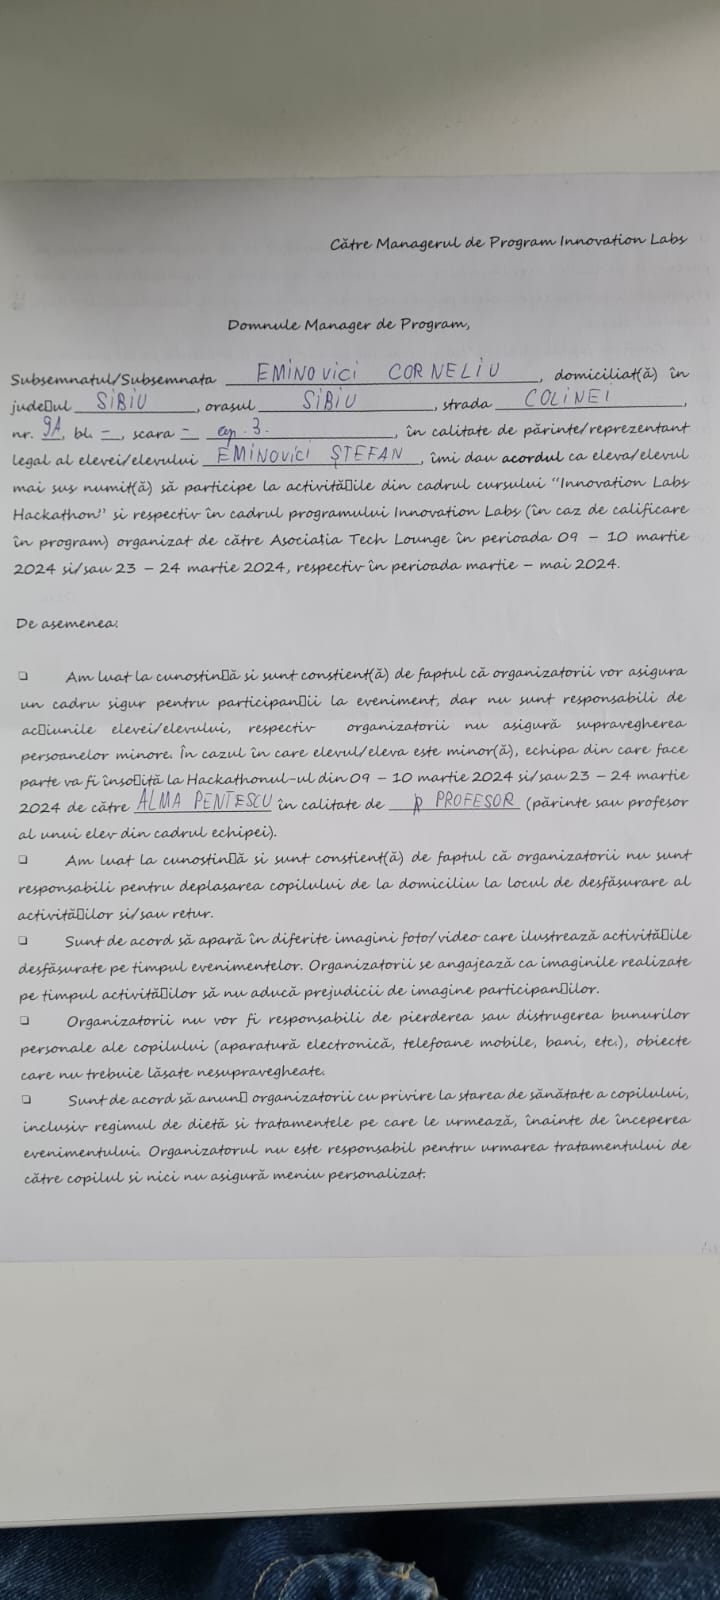 Către Managerul de Program Innovation Labs
Domnule Manager de Program,
Subsemnatul/Subsemnata EMINOVICI CORNELIU, domiciliat(ă) în
jude▯ul SIBIU, orasul SIBIU, strada COLINEI,
nr. 9A, bl. –, scara – ap. 3., în calitate de părinte/reprezentant
legal al elevei/elevului EMINOVICI ŞTEFAN, îmi dau acordul ca eleva/elevul
mai sus numit(ă) să participe la activită▯ile din cadrul cursului “Innovation Labs
Hackathon” si respectiv în cadrul programului Innovation Labs (în caz de calificare
în program) organizat de către Asocia▯ia Tech Lounge în perioada 09 – 10 martie
2024 si/sau 23 – 24 martie 2024, respectiv în perioada martie – mai 2024.
De asemenea:
❏ Am luat la cunostin▯ă si sunt constient(ă) de faptul că organizatorii vor asigura
un cadru sigur pentru participan▯ii la eveniment, dar nu sunt responsabili de
ac▯iunile elevei/elevului, respectiv organizatorii nu asigură supravegherea
persoanelor minore. În cazul în care elevul/eleva este minor(ă), echipa din care face
parte va fi înso▯ită la Hackathonul-ul din 09 – 10 martie 2024 si/sau 23 – 24 martie
2024 de către ALMA PENTESCU în calitate de PROFESOR (părinte sau profesor
al unui elev din cadrul echipei).
❏ Am luat la cunostin▯ă si sunt constient(ă) de faptul că organizatorii nu sunt
responsabili pentru deplasarea copilului de la domiciliu la locul de desfăsurare al
activită▯ilor si/sau retur.
❏ Sunt de acord să apară în diferite imagini foto/video care ilustrează activită▯ile
desfăsurate pe timpul evenimentelor. Organizatorii se angajează ca imaginile realizate
pe timpul activită▯ilor să nu aducă prejudicii de imagine participan▯ilor.
❏ Organizatorii nu vor fi responsabili de pierderea sau distrugerea bunurilor
personale ale copilului (aparatură electronică, telefoane mobile, bani, etc.), obiecte
care nu trebuie lăsate nesupravegheate.
❏ Sunt de acord să anun▯ organizatorii cu privire la starea de sănătate a copilului,
inclusiv regimul de dietă si tratamentele pe care le urmează, înainte de începerea
evenimentului. Organizatorul nu este responsabil pentru urmarea tratamentului de
către copilul si nici nu asigură meniu personalizat.